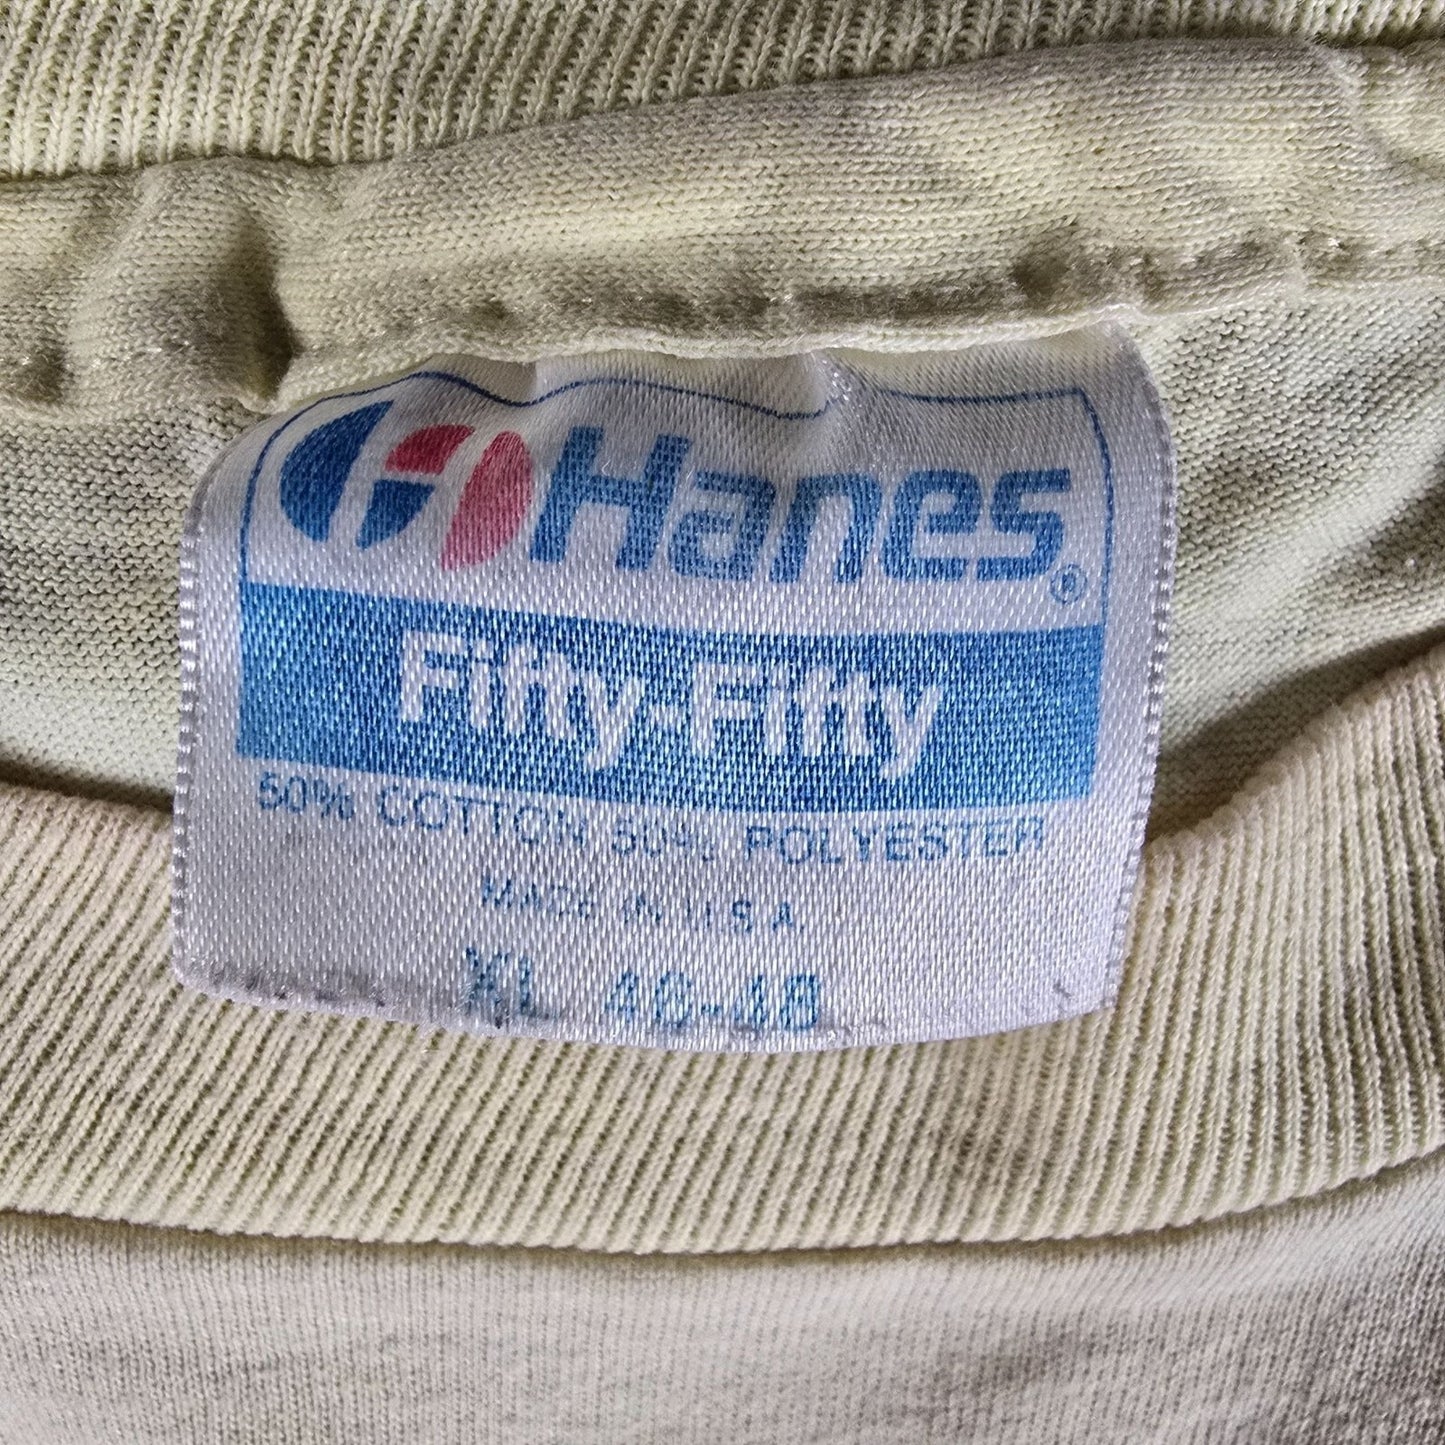 Hanes®
Fifty-Fifty
50% COTTON 50% POLYESTER
MADE IN U.S.A.
XL 46-48